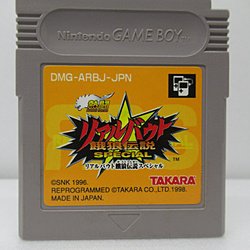 Nintendo GAME BOY
DMG-ARBJ-JPN
リアルバウト
餓狼伝説
SPECIAL
TM
リアルバウト餓狼伝説スペシャル
©SNK 1996.
REPROGRAMMED ©TAKARA CO.,LTD.1998.
MADE IN JAPAN.
TAKARA